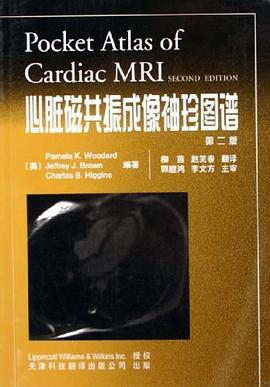 Pocket Atlas of
Cardiac MRI SECOND EDITION
心脏磁共振成像袖珍图谱
第二版
Pamela K. Woodard
[美] Jeffrey J. Brown 编著
Charles B. Higgins
柳苗 赵笑春 翻译
郭继鸿 李文方 主审
Lippincott Williams & Wilkins Inc. 授权
天津科技翻译出版公司 出版